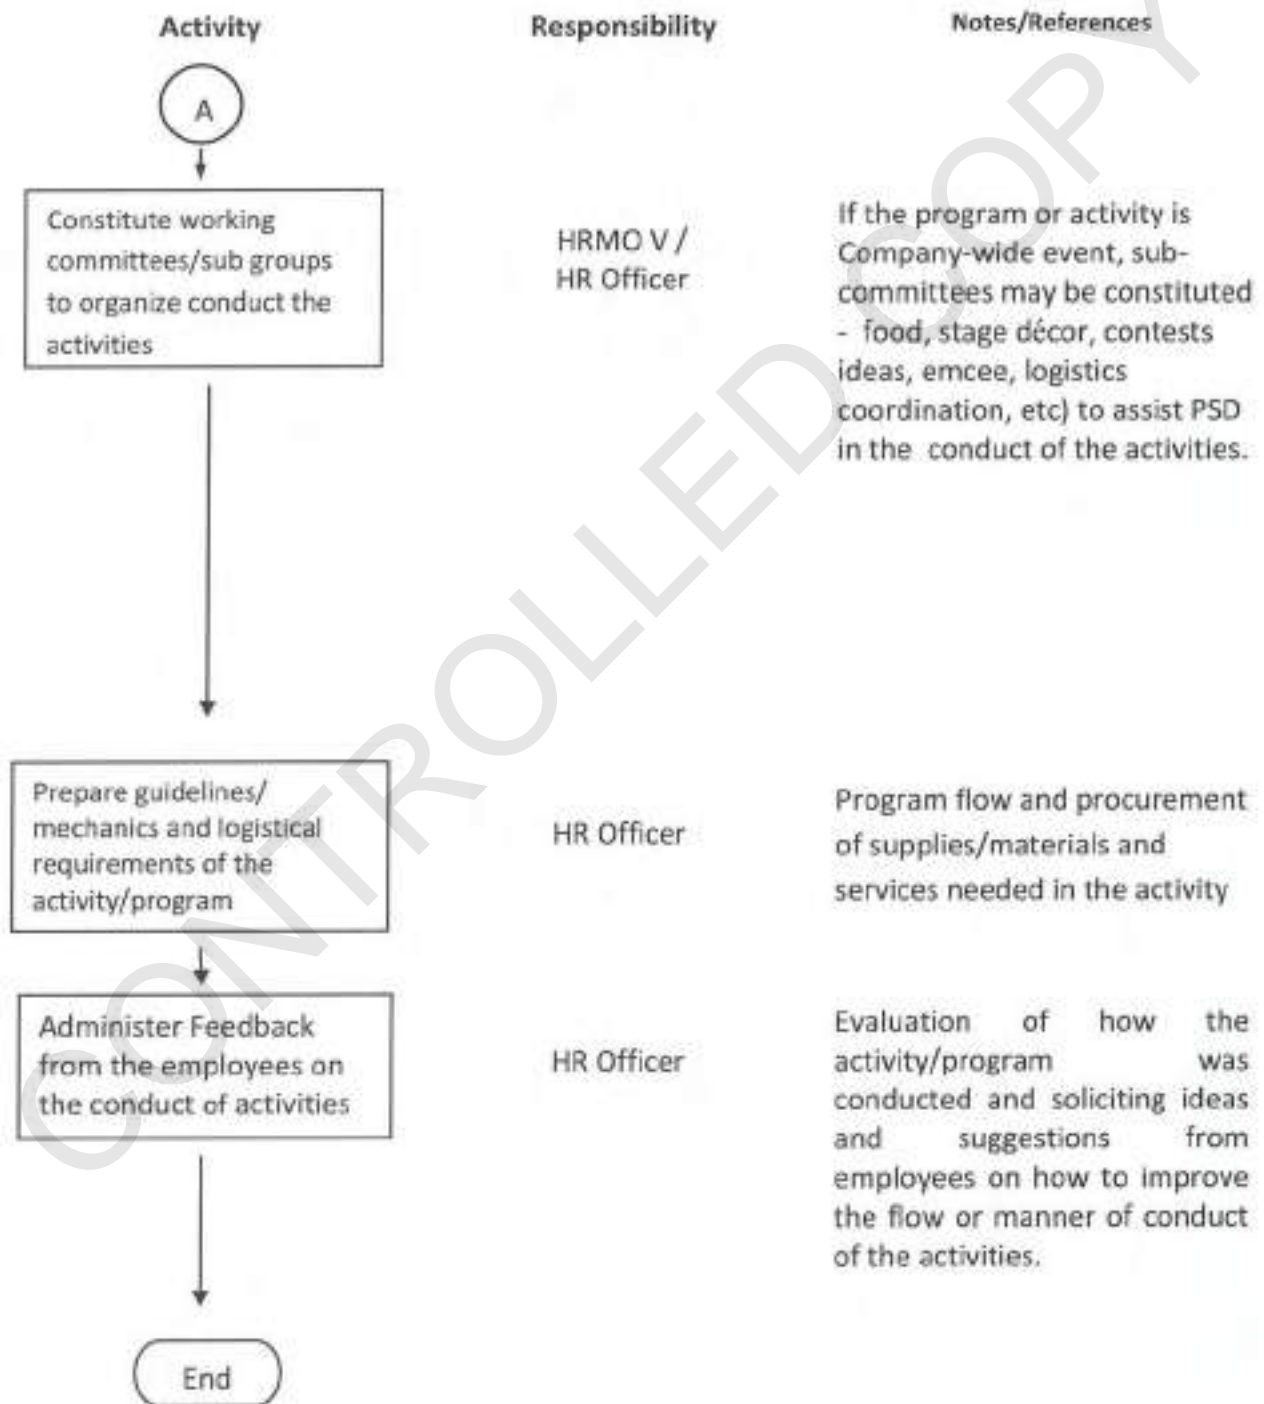 Activity Responsibility Notes/References
A
Constitute working
committees/sub groups
to organize conduct the
activities
HRMO V /
HR Officer
If the program or activity is
Company-wide event, sub-
committees may be constituted
- food, stage décor, contests
ideas, emcee, logistics
coordination, etc) to assist PSD
in the conduct of the activities.
Prepare guidelines/
mechanics and logistical
requirements of the
activity/program
HR Officer
Program flow and procurement
of supplies/materials and
services needed in the activity
Administer Feedback
from the employees on
the conduct of activities
HR Officer
Evaluation of how the
activity/program was
conducted and soliciting ideas
and suggestions from
employees on how to improve
the flow or manner of conduct
of the activities.
End
CONTROLLED COPY